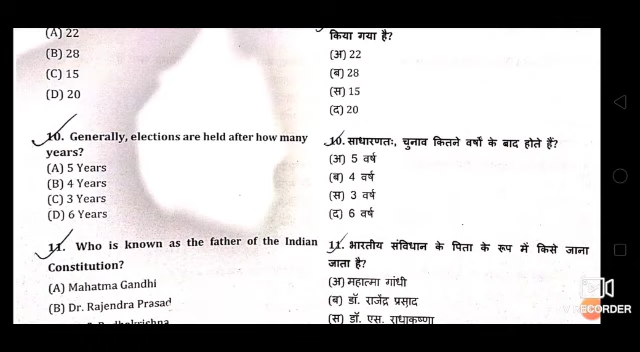 (A) 22
(B) 28
(C) 15
(D) 20
10. Generally, elections are held after how many
years?
(A) 5 Years
(B) 4 Years
(C) 3 Years
(D) 6 Years
11. Who is known as the father of the Indian
Constitution?
(A) Mahatma Gandhi
(B) Dr. Rajendra Prasad
किया गया है?
(अ) 22
(ब) 28
(स) 15
(द) 20
10. साधारणतः, चुनाव कितने वर्षों के बाद होते हैं?
(अ) 5 वर्ष
(ब) 4 वर्ष
(स) 3 वर्ष
(द) 6 वर्ष
11. भारतीय संविधान के पिता के रूप में किसे जाना
जाता है?
(अ) महात्मा गांधी
(ब) डॉ. राजेंद्र प्रसाद
(स) डॉ. एस. राधाकृष्णा
RECORDER